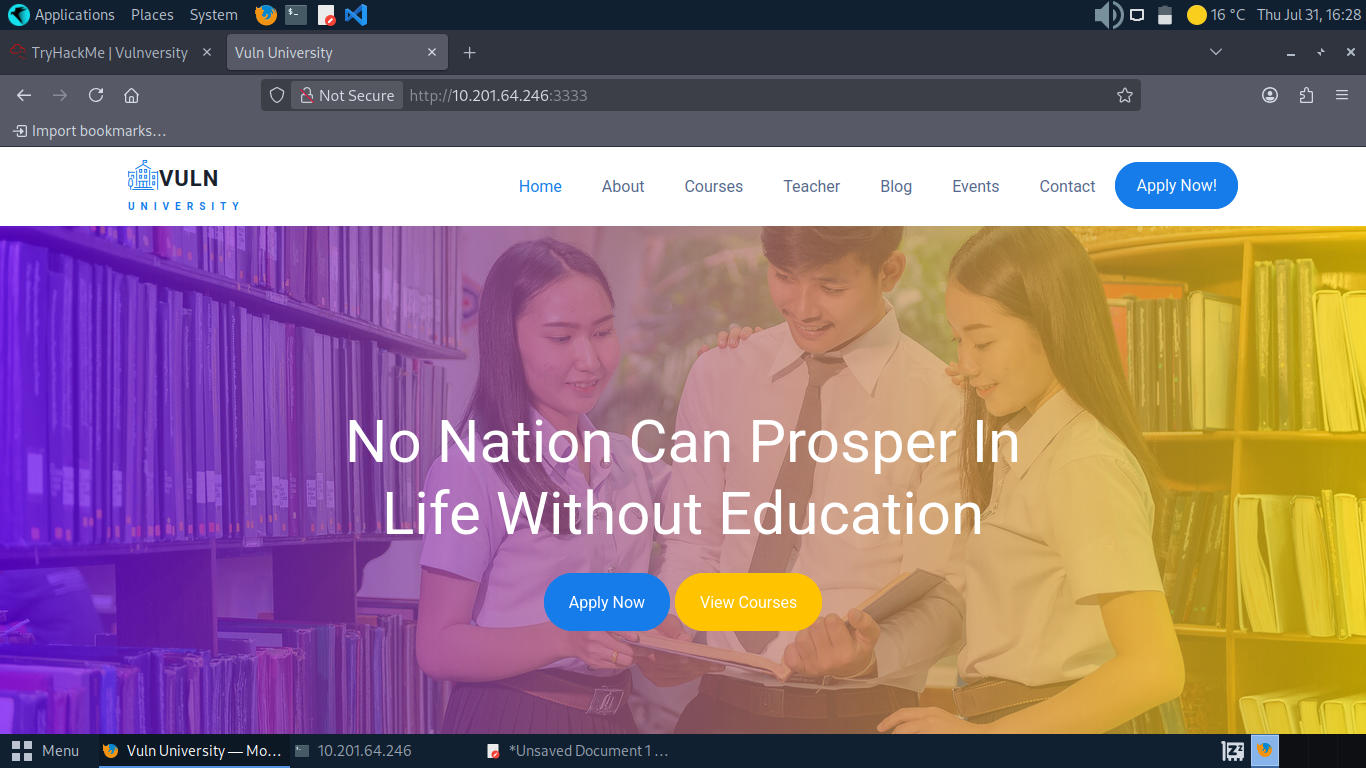 Applications Places System 16 °C Thu Jul 31, 16:28
TryHackMe | Vulnversity Vuln University
Not Secure http://10.201.64.246:3333
Import bookmarks…
VULN
UNIVERSITY
Home About Courses Teacher Blog Events Contact Apply Now!
No Nation Can Prosper In
Life Without Education
Apply Now View Courses
Menu Vuln University — Mo… 10.201.64.246 *Unsaved Document 1 …